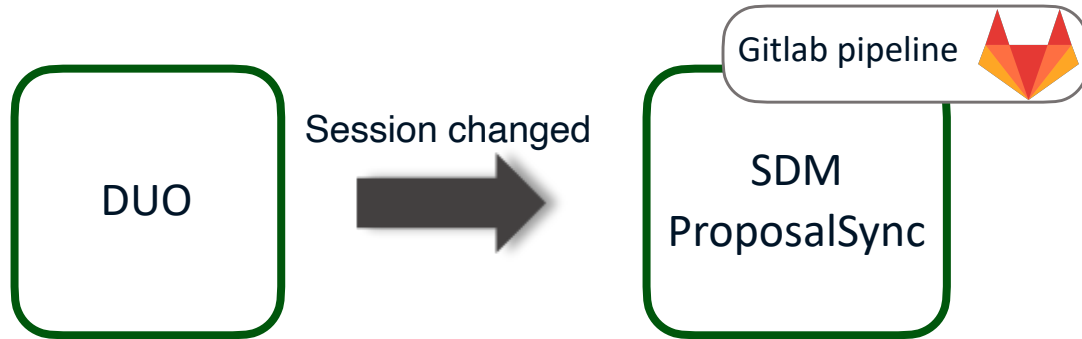 Gitlab pipeline
Session changed
DUO
SDM
ProposalSync